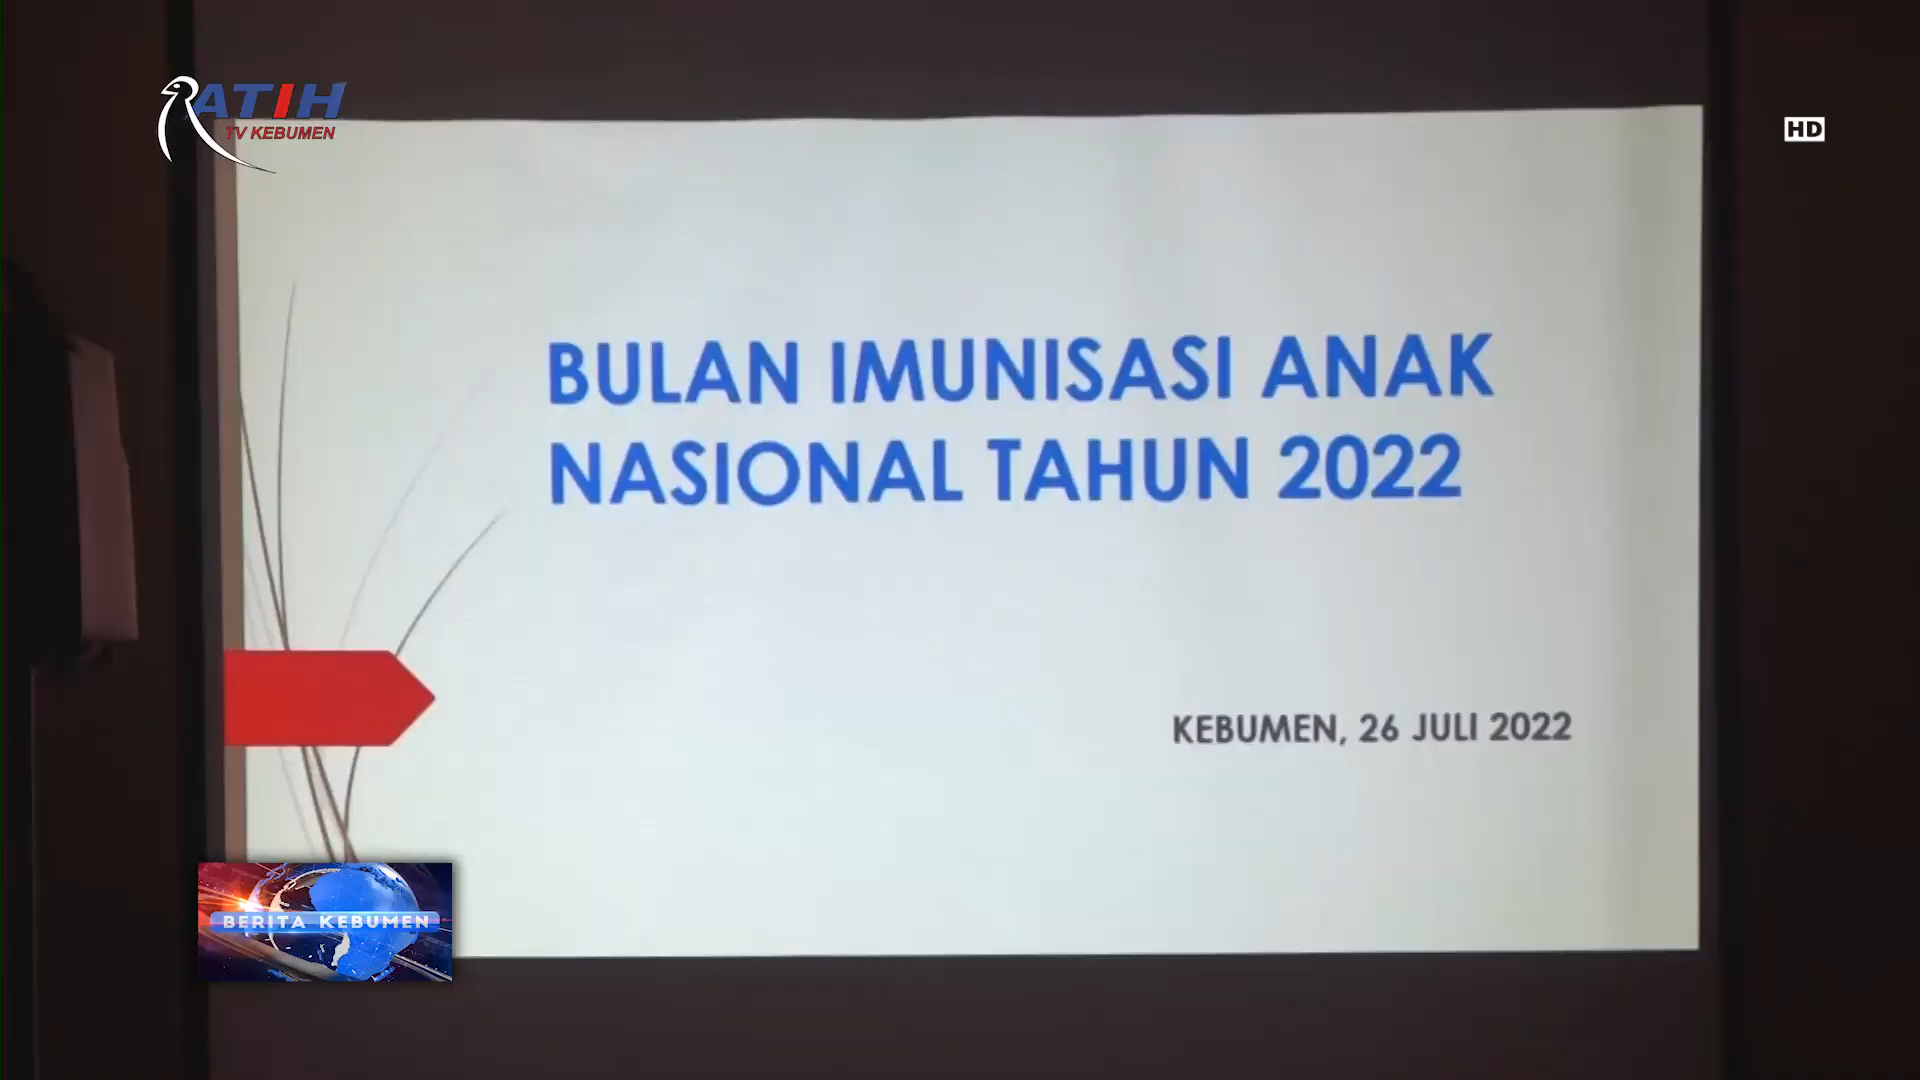 RATIH
TV KEBUMEN
HD
BULAN IMUNISASI ANAK
NASIONAL TAHUN 2022
KEBUMEN, 26 JULI 2022
BERITA KEBUMEN